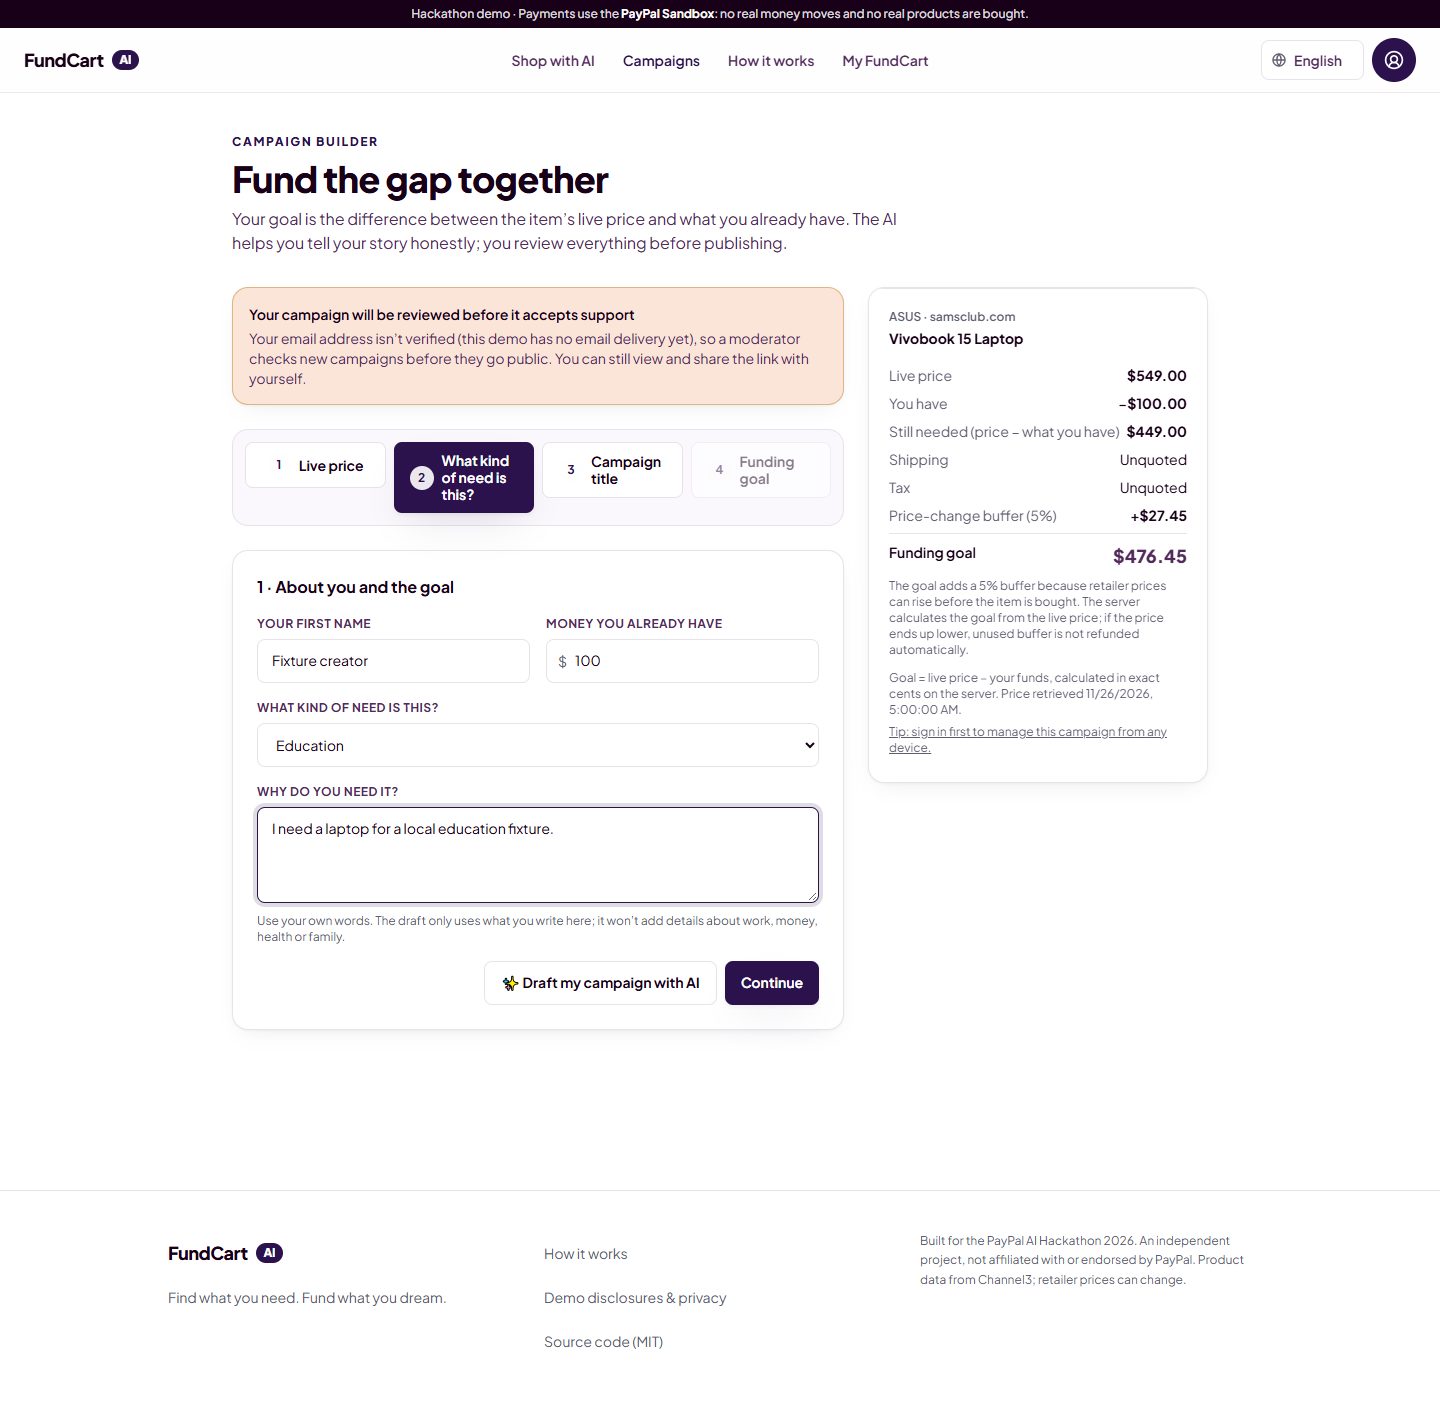 Hackathon demo · Payments use the PayPal Sandbox: no real money moves and no real products are bought.
FundCart AI
Shop with AI
Campaigns
How it works
My FundCart
English
CAMPAIGN BUILDER
Fund the gap together
Your goal is the difference between the item’s live price and what you already have. The AI
helps you tell your story honestly; you review everything before publishing.
Your campaign will be reviewed before it accepts support
Your email address isn’t verified (this demo has no email delivery yet), so a moderator
checks new campaigns before they go public. You can still view and share the link with
yourself.
1 Live price
2 What kind
of need is
this?
3 Campaign
title
4 Funding
goal
1 · About you and the goal
YOUR FIRST NAME
Fixture creator
MONEY YOU ALREADY HAVE
$ 100
WHAT KIND OF NEED IS THIS?
Education
WHY DO YOU NEED IT?
I need a laptop for a local education fixture.
Use your own words. The draft only uses what you write here; it won’t add details about work, money,
health or family.
Draft my campaign with AI
Continue
ASUS · samsclub.com
Vivobook 15 Laptop
Live price $549.00
You have –$100.00
Still needed (price – what you have) $449.00
Shipping Unquoted
Tax Unquoted
Price-change buffer (5%) +$27.45
Funding goal $476.45
The goal adds a 5% buffer because retailer prices
can rise before the item is bought. The server
calculates the goal from the live price; if the price
ends up lower, unused buffer is not refunded
automatically.
Goal = live price – your funds, calculated in exact
cents on the server. Price retrieved 11/26/2026,
5:00:00 AM.
Tip: sign in first to manage this campaign from any
device.
FundCart AI
Find what you need. Fund what you dream.
How it works
Demo disclosures & privacy
Source code (MIT)
Built for the PayPal AI Hackathon 2026. An independent
project, not affiliated with or endorsed by PayPal. Product
data from Channel3; retailer prices can change.